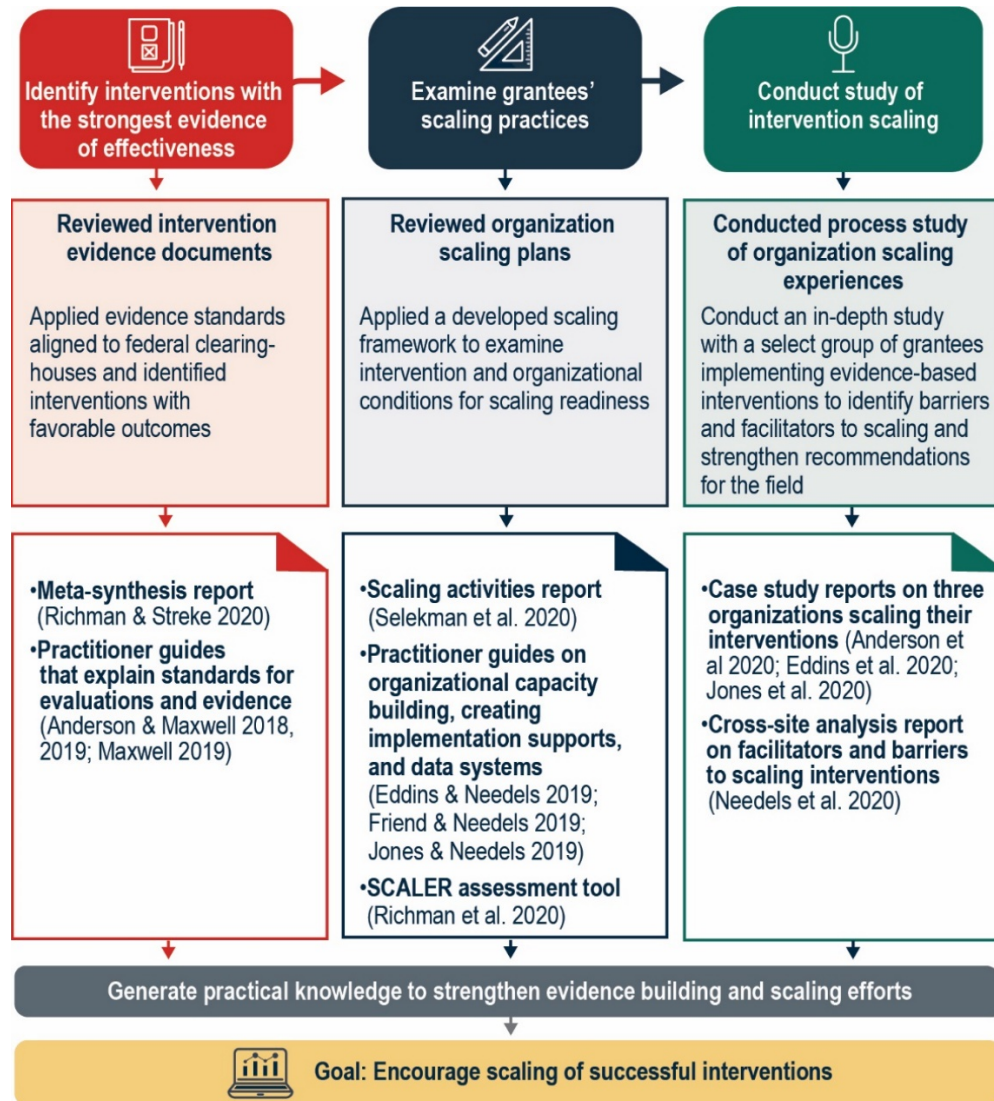 Identify interventions with
the strongest evidence
of effectiveness
Examine grantees'
scaling practices
Conduct study of
intervention scaling
Reviewed intervention
evidence documents
Applied evidence standards
aligned to federal clearing-
houses and identified
interventions with
favorable outcomes
Reviewed organization
scaling plans
Applied a developed scaling
framework to examine
intervention and organizational
conditions for scaling readiness
Conducted process study
of organization scaling
experiences
Conduct an in-depth study
with a select group of grantees
implementing evidence-based
interventions to identify barriers
and facilitators to scaling and
strengthen recommendations
for the field
•Meta-synthesis report
(Richman & Streke 2020)
•Practitioner guides
that explain standards for
evaluations and evidence
(Anderson & Maxwell 2018,
2019; Maxwell 2019)
•Scaling activities report
(Selekman et al. 2020)
•Practitioner guides on
organizational capacity
building, creating
implementation supports,
and data systems
(Eddins & Needels 2019;
Friend & Needels 2019;
Jones & Needels 2019)
•SCALER assessment tool
(Richman et al. 2020)
•Case study reports on three
organizations scaling their
interventions (Anderson et
al 2020; Eddins et al. 2020;
Jones et al. 2020)
•Cross-site analysis report
on facilitators and barriers
to scaling interventions
(Needels et al. 2020)
Generate practical knowledge to strengthen evidence building and scaling efforts
Goal: Encourage scaling of successful interventions